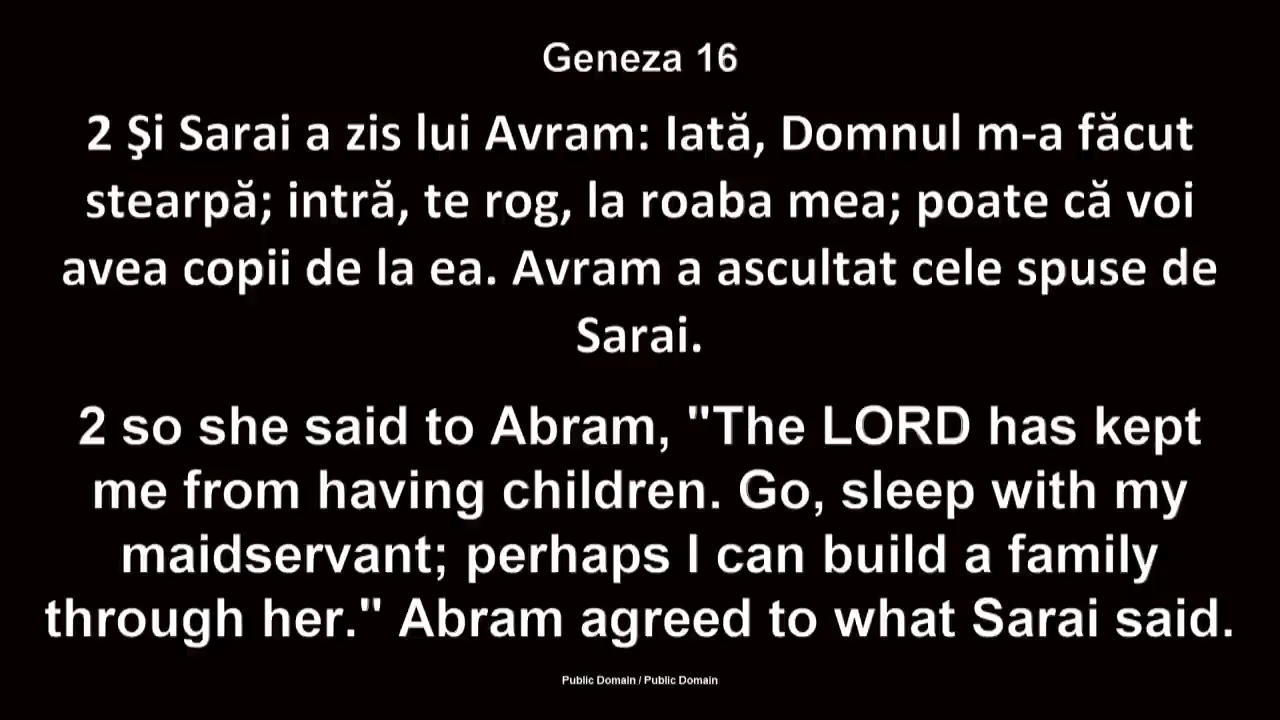 Geneza 16
2 Şi Sarai a zis lui Avram: Iată, Domnul m-a făcut
stearpă; intră, te rog, la roaba mea; poate că voi
avea copii de la ea. Avram a ascultat cele spuse de
Sarai.
2 so she said to Abram, "The LORD has kept
me from having children. Go, sleep with my
maidservant; perhaps I can build a family
through her." Abram agreed to what Sarai said.
Public Domain / Public Domain